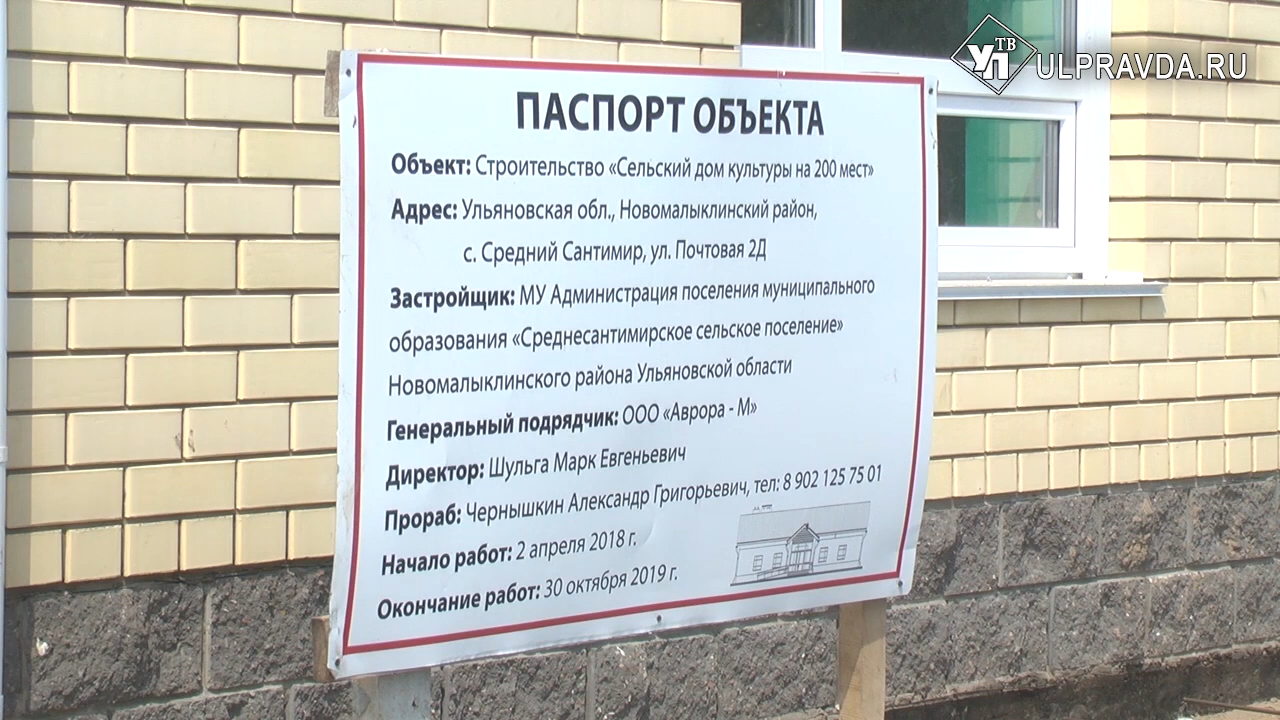 УП ТВ ULPRAVDA.RU
ПАСПОРТ ОБЪЕКТА
Объект: Строительство «Сельский дом культуры на 200 мест»
Адрес: Ульяновская обл., Новомалыклинский район,
с. Средний Сантимир, ул. Почтовая 2Д
Застройщик: МУ Администрация поселения муниципального
образования «Среднесантимирское сельское поселение»
Новомалыклинского района Ульяновской области
Генеральный подрядчик: ООО «Аврора - М»
Директор: Шульга Марк Евгеньевич
Прораб: Чернышкин Александр Григорьевич, тел: 8 902 125 75 01
Начало работ: 2 апреля 2018 г.
Окончание работ: 30 октября 2019 г.